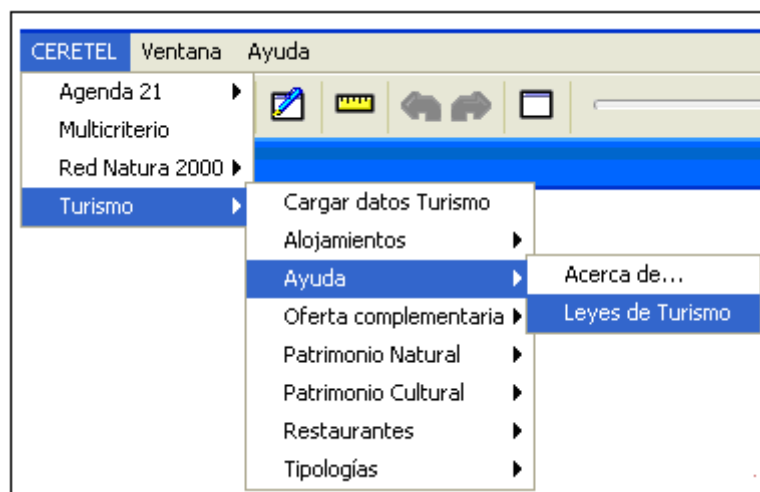 CERETEL Ventana Ayuda
Agenda 21
Multicriterio
Red Natura 2000
Turismo
Cargar datos Turismo
Alojamientos
Ayuda
Oferta complementaria
Patrimonio Natural
Patrimonio Cultural
Restaurantes
Tipologías
Acerca de...
Leyes de Turismo